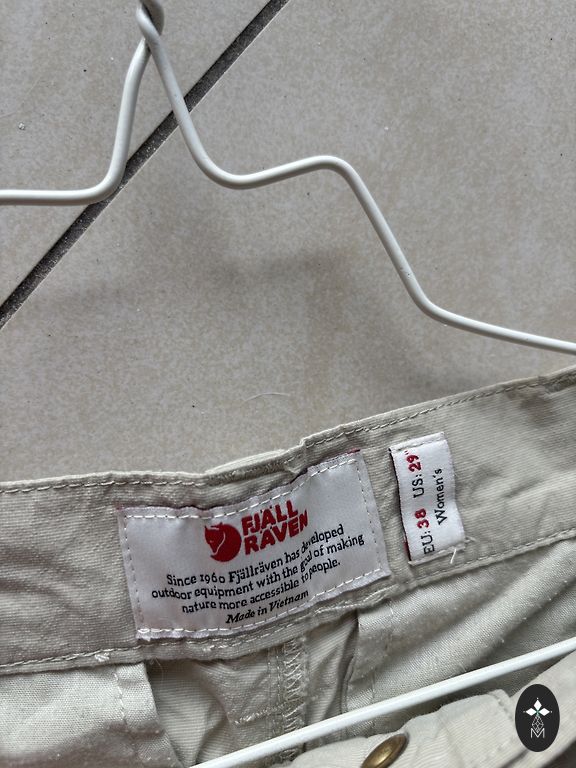 FJÄLL
RÄVEN
Since 1960 Fjällräven has developed
outdoor equipment with the goal of making
nature more accessible to people.
Made in Vietnam
EU: 38 US: 29"
Women's
M